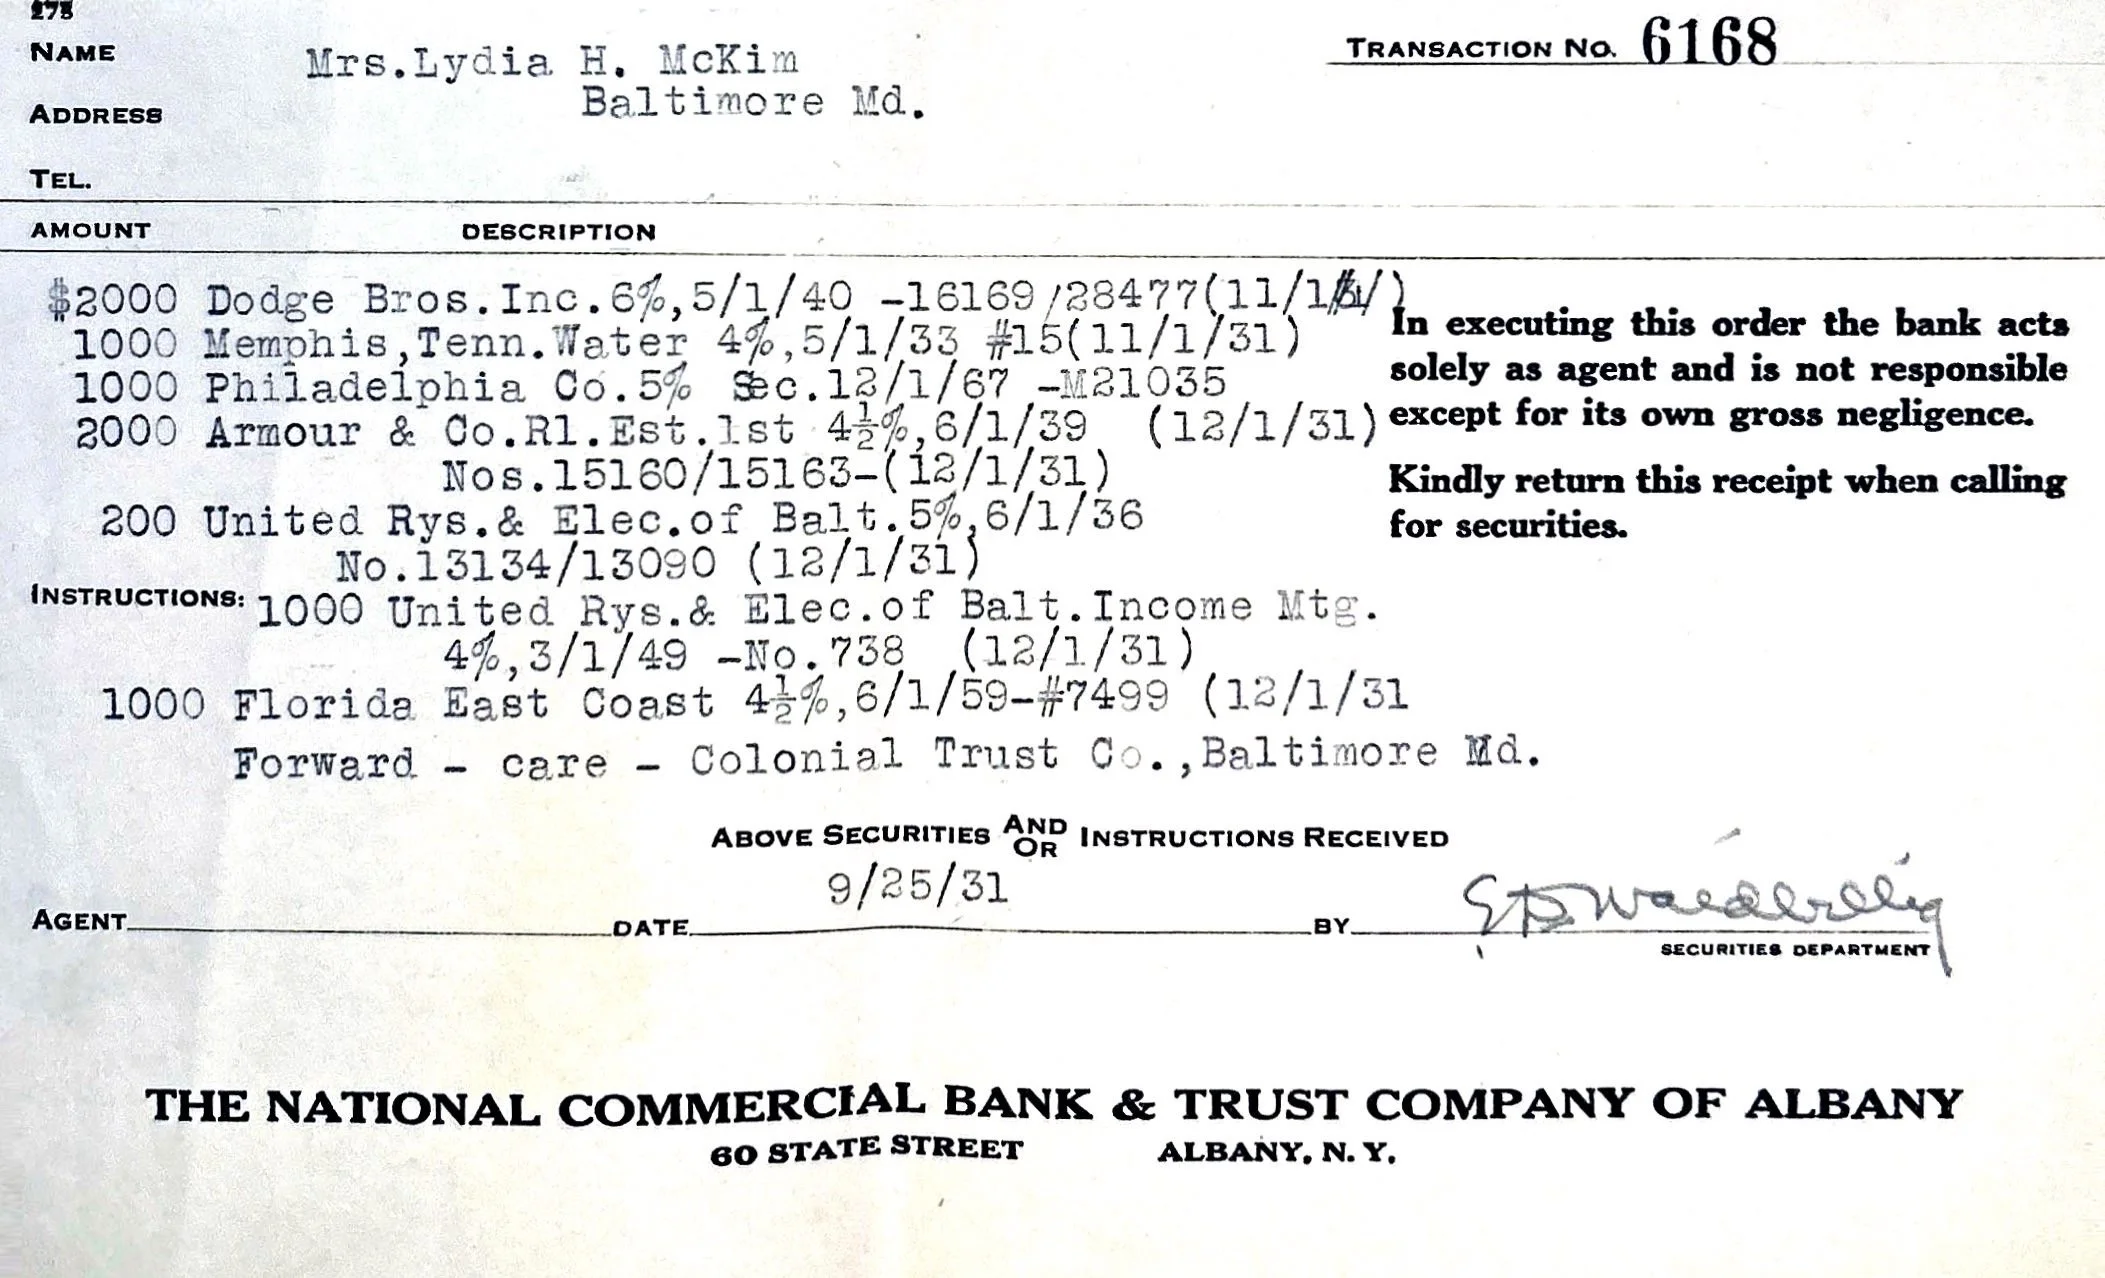 275
NAME Mrs.Lydia H. McKim
TRANSACTION NO. 6168
ADDRESS Baltimore Md.
TEL.
AMOUNT DESCRIPTION
$2000 Dodge Bros.Inc.6%,5/1/40 -16169/28477(11/1/31/)
1000 Memphis,Tenn.Water 4%,5/1/33 #15(11/1/31)
1000 Philadelphia Co.5% Sec.12/1/67 -M21035
2000 Armour & Co.Rl.Est.1st 4½%,6/1/39 (12/1/31)
Nos.15160/15163-(12/1/31)
200 United Rys.& Elec.of Balt.5%,6/1/36
No.13134/13090 (12/1/31)
In executing this order the bank acts
solely as agent and is not responsible
except for its own gross negligence.
Kindly return this receipt when calling
for securities.
INSTRUCTIONS: 1000 United Rys.& Elec.of Balt.Income Mtg.
4%,3/1/49 -No.738 (12/1/31)
1000 Florida East Coast 4½%,6/1/59-#7499 (12/1/31
Forward - care - Colonial Trust Co.,Baltimore Md.
ABOVE SECURITIES AND OR INSTRUCTIONS RECEIVED
AGENT DATE 9/25/31 BY
SECURITIES DEPARTMENT
THE NATIONAL COMMERCIAL BANK & TRUST COMPANY OF ALBANY
60 STATE STREET ALBANY, N. Y.